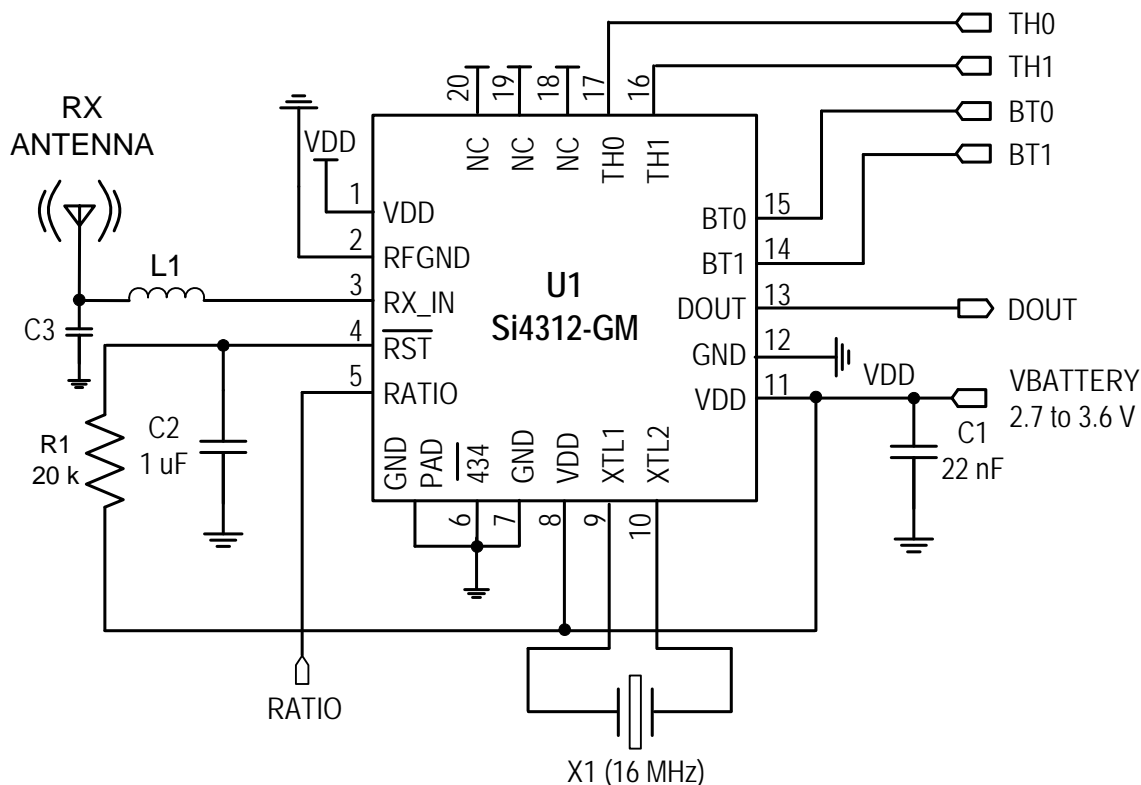 TH0
TH1
BT0
BT1
RX
ANTENNA
VDD
20
19
18
17
16
NC
NC
NC
TH0
TH1
1
VDD
2
RFGND
3
RX_IN
4
RST
5
RATIO
L1
C3
U1
Si4312-GM
BT0
15
BT1
14
DOUT
13
DOUT
GND
12
VDD
11
VDD
VBATTERY
2.7 to 3.6 V
C1
22 nF
R1
20 k
C2
1 uF
GND
PAD
434
GND
VDD
XTL1
XTL2
6
7
8
9
10
RATIO
X1 (16 MHz)